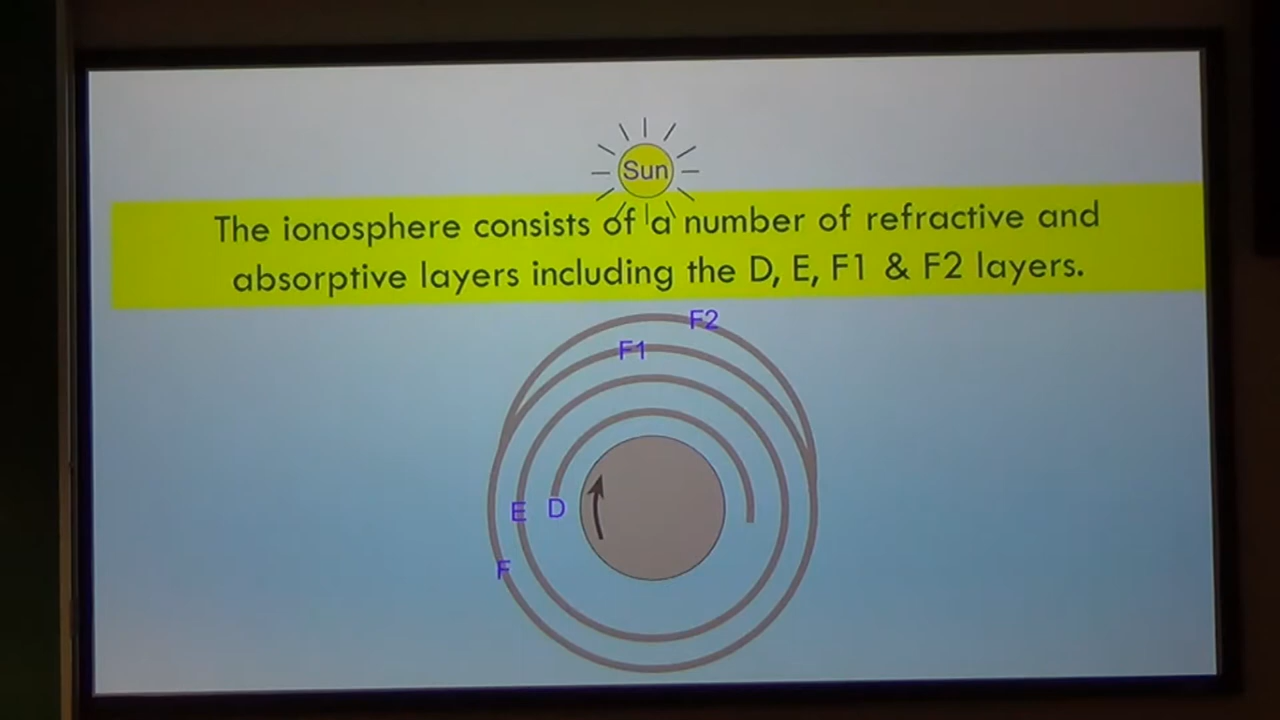 Sun
The ionosphere consists of a number of refractive and
absorptive layers including the D, E, F1 & F2 layers.
F2
F1
E D
F